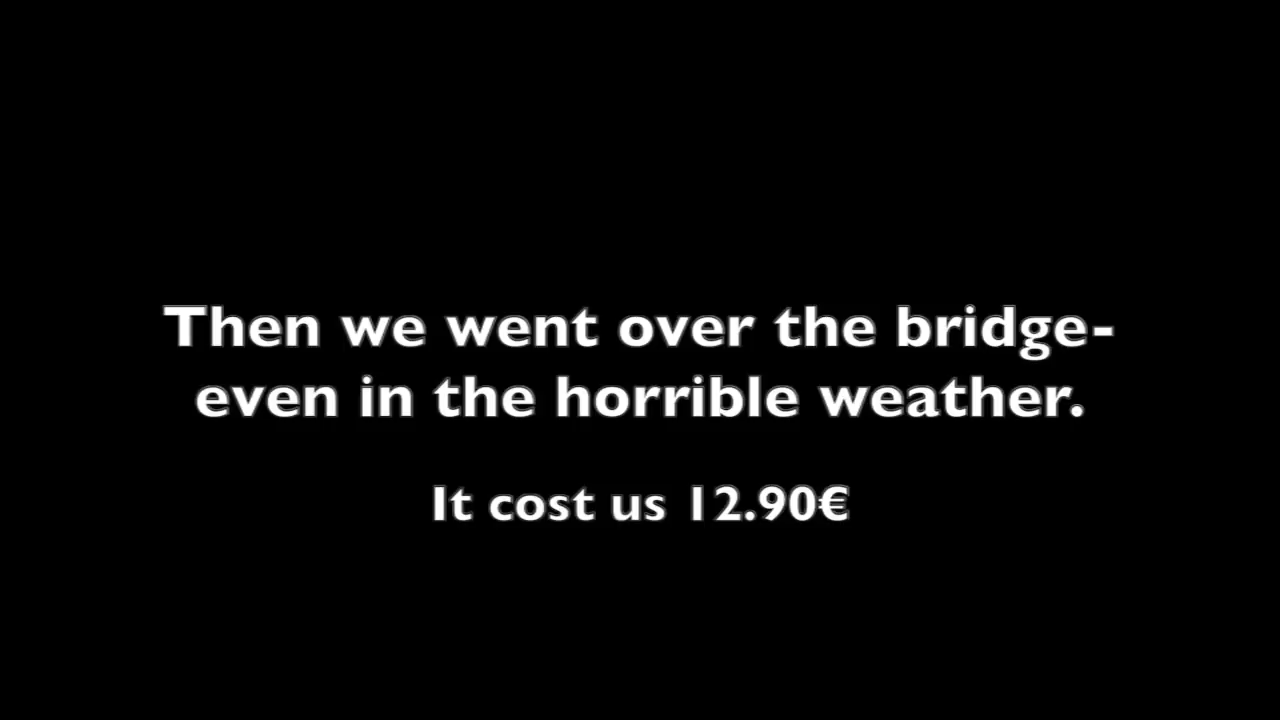 Then we went over the bridge-
even in the horrible weather.
It cost us 12.90€